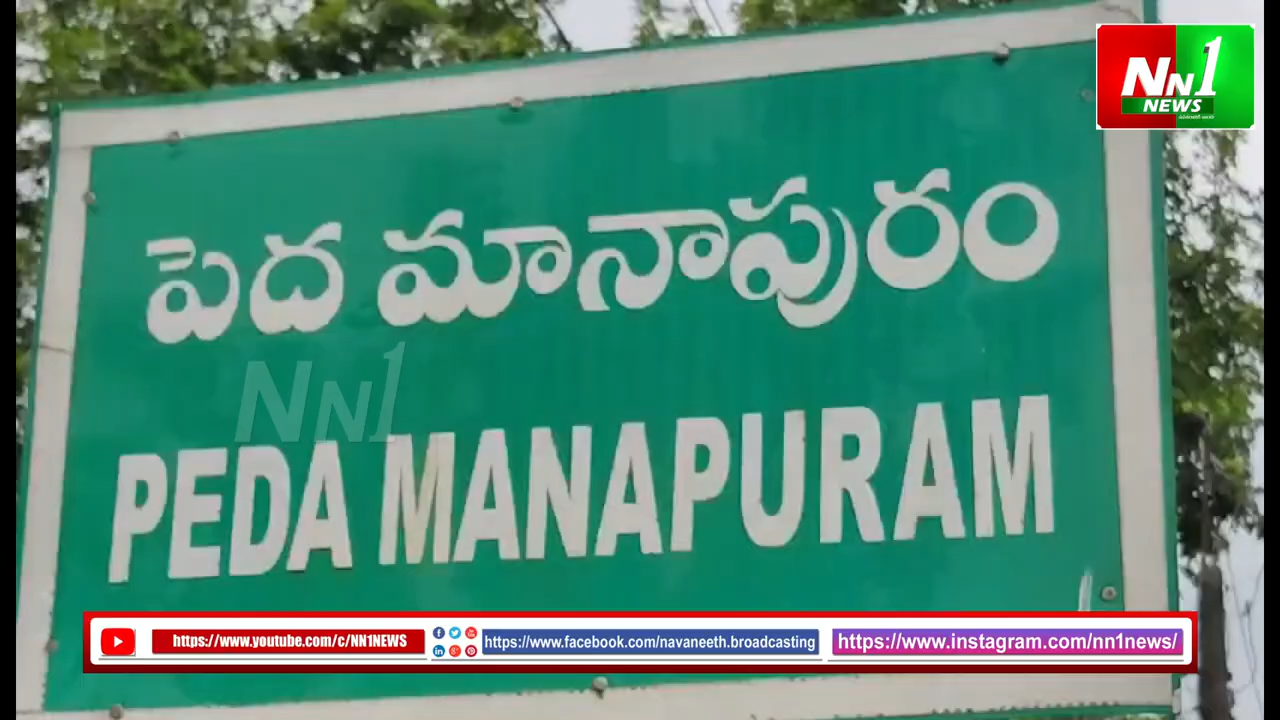 NN1
NEWS
పెద మానాపురం
NN1
PEDA MANAPURAM
https://www.youtube.com/c/NN1NEWS
https://www.facebook.com/navaneeth.broadcasting
https://www.instagram.com/nn1news/